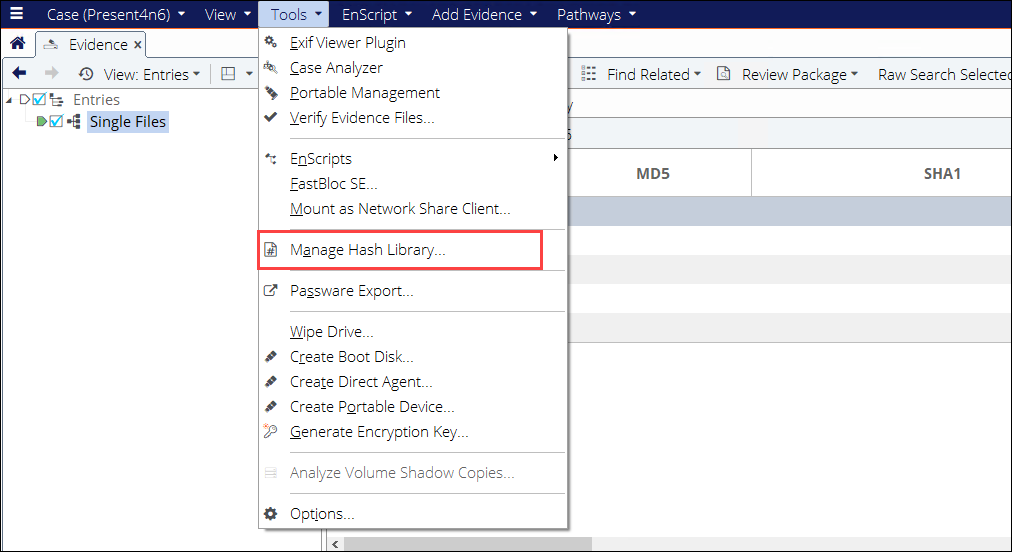 Case (Present4n6) View Tools EnScript Add Evidence Pathways
Evidence
View: Entries Find Related Review Package Raw Search Selected
Entries
Single Files
MD5 SHA1
Exif Viewer Plugin
Case Analyzer
Portable Management
Verify Evidence Files...
EnScripts
FastBloc SE...
Mount as Network Share Client...
Manage Hash Library...
Passware Export...
Wipe Drive...
Create Boot Disk...
Create Direct Agent...
Create Portable Device...
Generate Encryption Key...
Analyze Volume Shadow Copies...
Options...